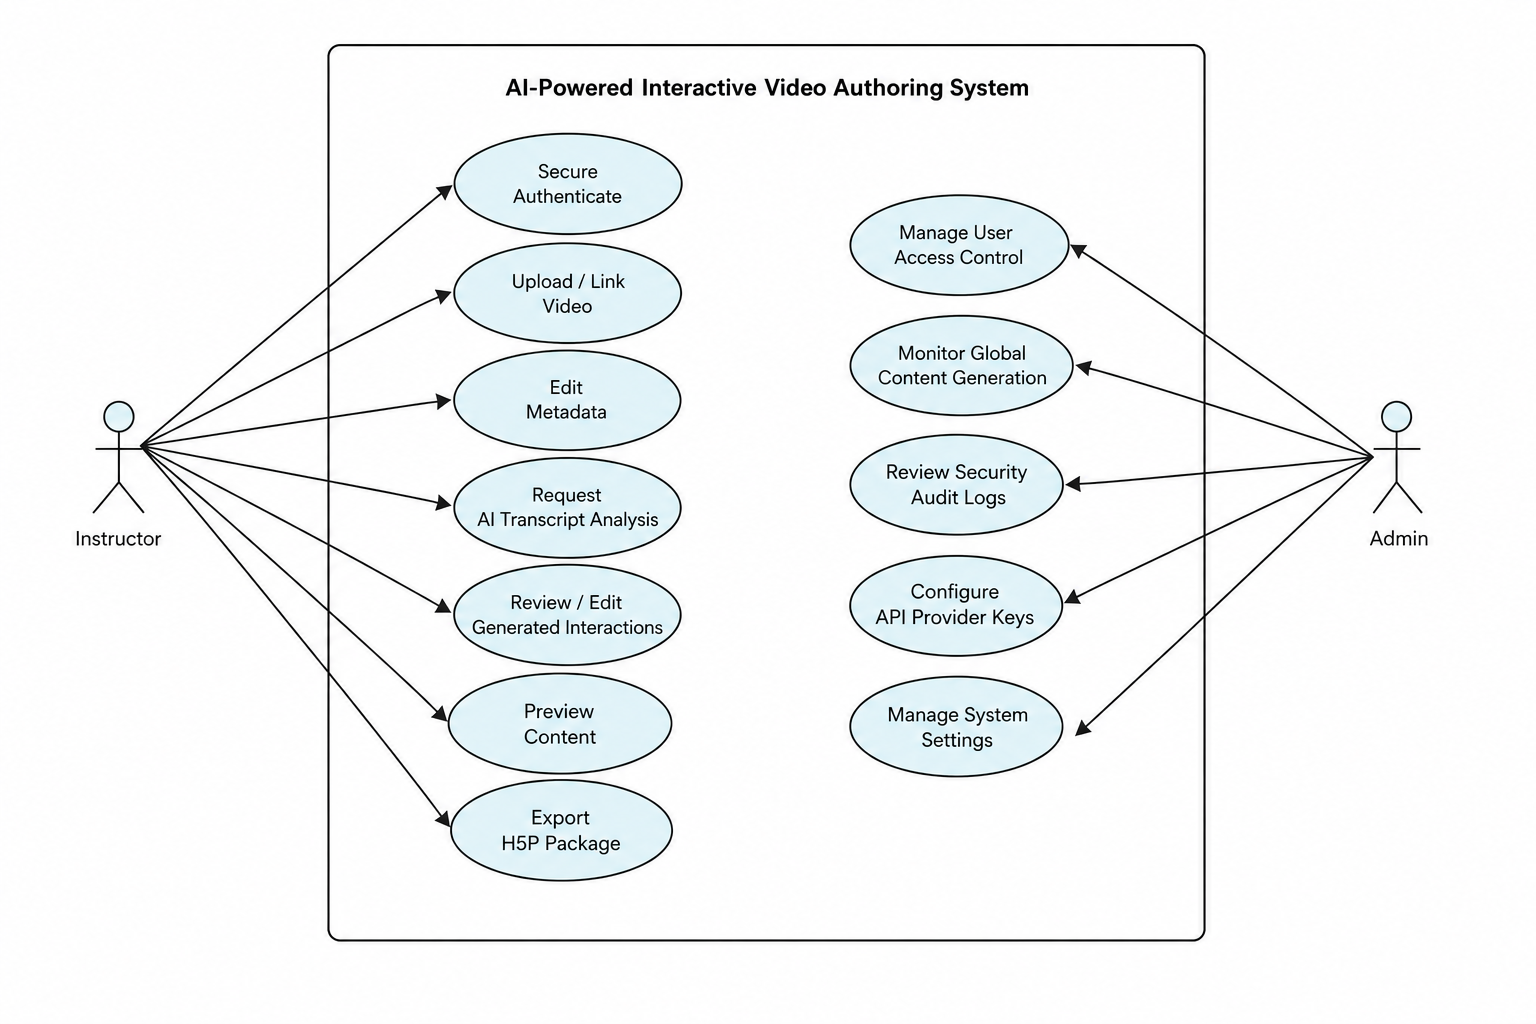 AI-Powered Interactive Video Authoring System
Secure
Authenticate
Upload / Link
Video
Edit
Metadata
Request
AI Transcript Analysis
Review / Edit
Generated Interactions
Preview
Content
Export
H5P Package
Manage User
Access Control
Monitor Global
Content Generation
Review Security
Audit Logs
Configure
API Provider Keys
Manage System
Settings
Instructor
Admin